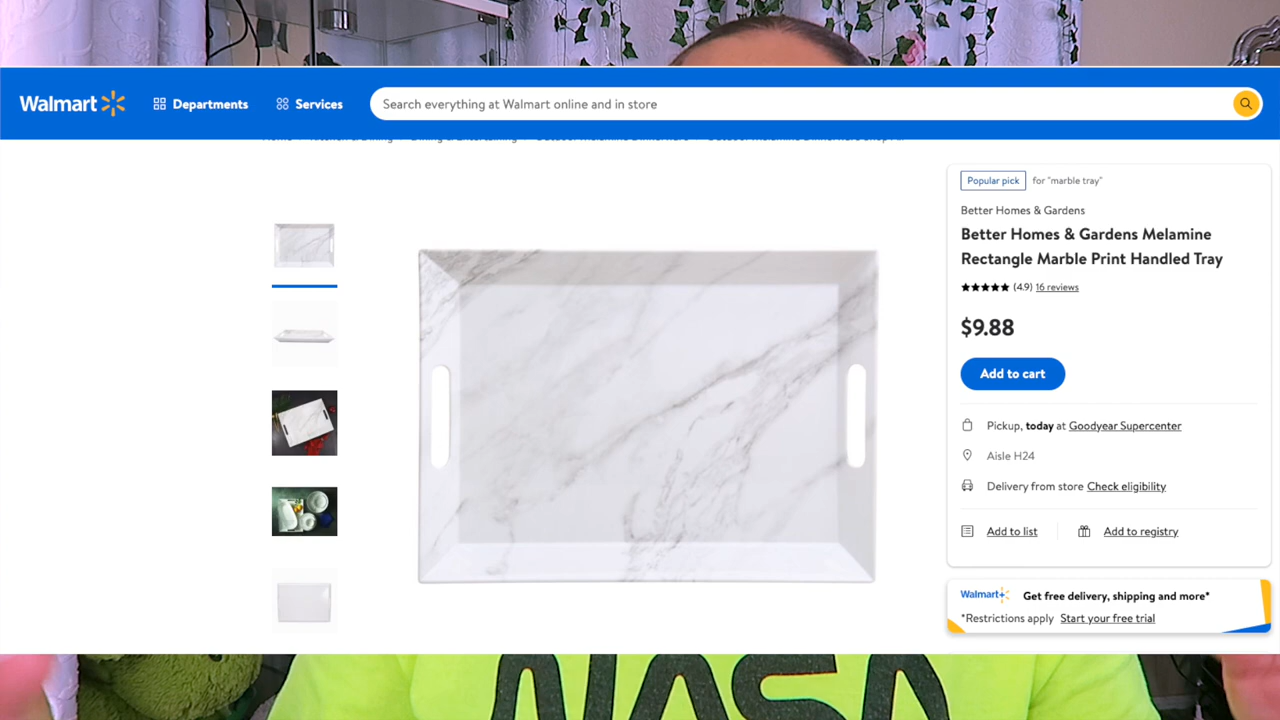 Walmart
Departments
Services
Search everything at Walmart online and in store
Popular pick for "marble tray"
Better Homes & Gardens
Better Homes & Gardens Melamine
Rectangle Marble Print Handled Tray
(4.9) 16 reviews
$9.88
Add to cart
Pickup, today at Goodyear Supercenter
Aisle H24
Delivery from store Check eligibility
Add to list
Add to registry
Walmart+ Get free delivery, shipping and more*
*Restrictions apply Start your free trial
NASA